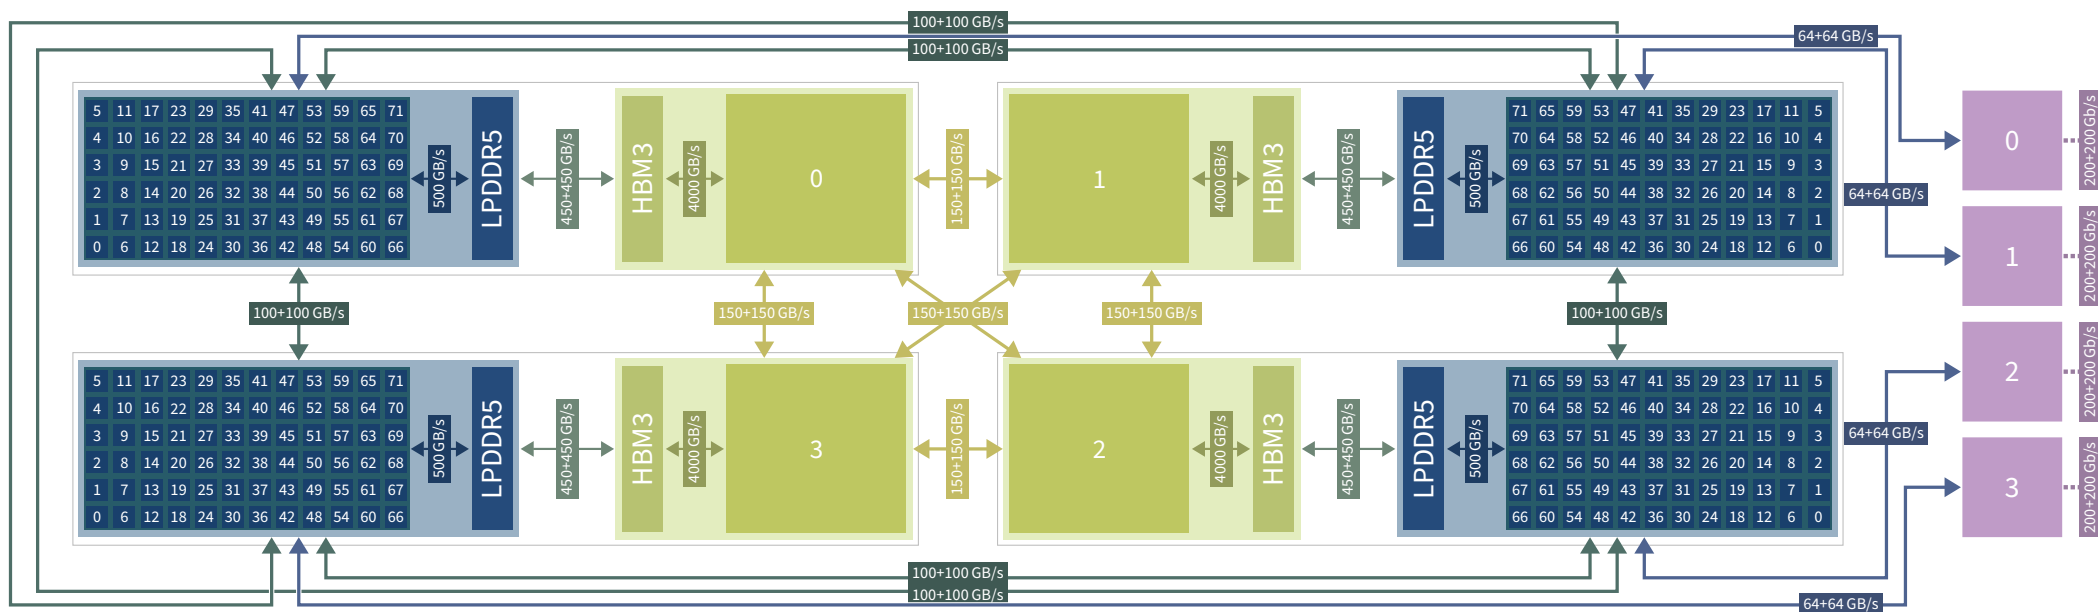 100+100 GB/s
64+64 GB/s
100+100 GB/s
5 11 17 23 29 35 41 47 53 59 65 71
4 10 16 22 28 34 40 46 52 58 64 70
3 9 15 21 27 33 39 45 51 57 63 69
2 8 14 20 26 32 38 44 50 56 62 68
1 7 13 19 25 31 37 43 49 55 61 67
0 6 12 18 24 30 36 42 48 54 60 66
500 GB/s
LPDDR5
450+450 GB/s
HBM3
4000 GB/s
0
150+150 GB/s
1
4000 GB/s
HBM3
450+450 GB/s
LPDDR5
500 GB/s
71 65 59 53 47 41 35 29 23 17 11 5
70 64 58 52 46 40 34 28 22 16 10 4
69 63 57 51 45 39 33 27 21 15 9 3
68 62 56 50 44 38 32 26 20 14 8 2
67 61 55 49 43 37 31 25 19 13 7 1
66 60 54 48 42 36 30 24 18 12 6 0
64+64 GB/s
0
200+200 Gb/s
1
200+200 Gb/s
100+100 GB/s
150+150 GB/s
150+150 GB/s
150+150 GB/s
100+100 GB/s
5 11 17 23 29 35 41 47 53 59 65 71
4 10 16 22 28 34 40 46 52 58 64 70
3 9 15 21 27 33 39 45 51 57 63 69
2 8 14 20 26 32 38 44 50 56 62 68
1 7 13 19 25 31 37 43 49 55 61 67
0 6 12 18 24 30 36 42 48 54 60 66
500 GB/s
LPDDR5
450+450 GB/s
HBM3
4000 GB/s
3
150+150 GB/s
2
4000 GB/s
HBM3
450+450 GB/s
LPDDR5
500 GB/s
71 65 59 53 47 41 35 29 23 17 11 5
70 64 58 52 46 40 34 28 22 16 10 4
69 63 57 51 45 39 33 27 21 15 9 3
68 62 56 50 44 38 32 26 20 14 8 2
67 61 55 49 43 37 31 25 19 13 7 1
66 60 54 48 42 36 30 24 18 12 6 0
64+64 GB/s
2
200+200 Gb/s
3
200+200 Gb/s
100+100 GB/s
100+100 GB/s
64+64 GB/s